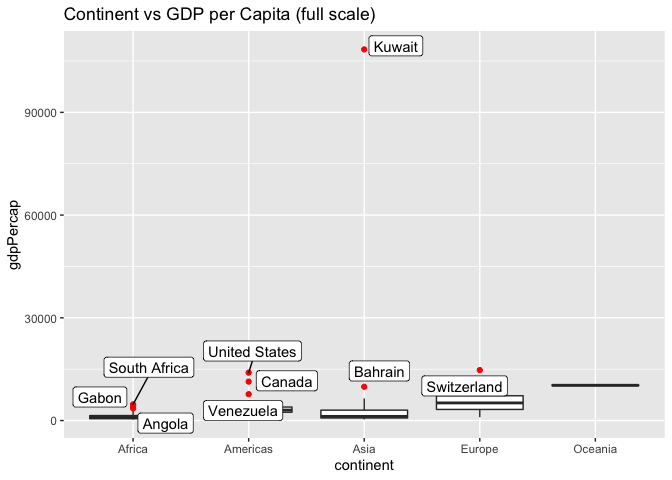 Continent vs GDP per Capita (full scale)
Kuwait
90000
60000
gdpPercap
30000
United States
South Africa
Bahrain
Canada
Switzerland
Gabon
Venezuela
Angola
0
Africa
Americas
Asia
Europe
Oceania
continent